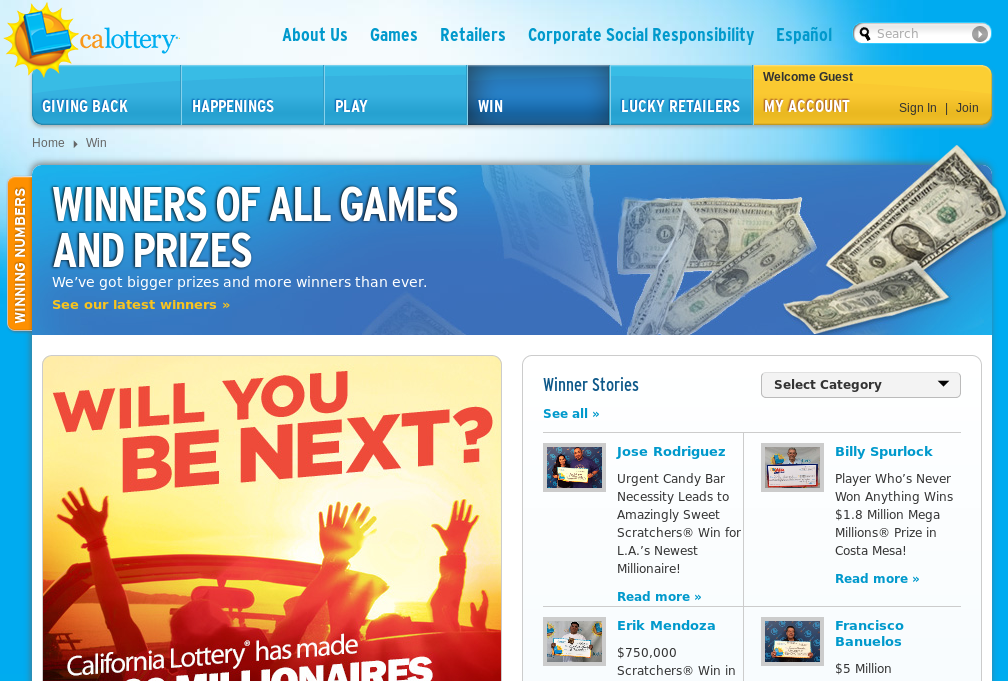 calottery
About Us Games Retailers Corporate Social Responsibility Español
Search
GIVING BACK HAPPENINGS PLAY WIN LUCKY RETAILERS
Welcome Guest
MY ACCOUNT Sign In | Join
Home Win
WINNING NUMBERS
WINNERS OF ALL GAMES
AND PRIZES
We've got bigger prizes and more winners than ever.
See our latest winners »
WILL YOU
BE NEXT?
California Lottery® has made
MILLIONAIRES
Winner Stories
Select Category
See all »
Jose Rodriguez
Urgent Candy Bar
Necessity Leads to
Amazingly Sweet
Scratchers® Win for
L.A.'s Newest
Millionaire!
Read more »
Billy Spurlock
Player Who's Never
Won Anything Wins
$1.8 Million Mega
Millions® Prize in
Costa Mesa!
Read more »
Erik Mendoza
$750,000
Scratchers® Win in
Francisco
Banuelos
$5 Million